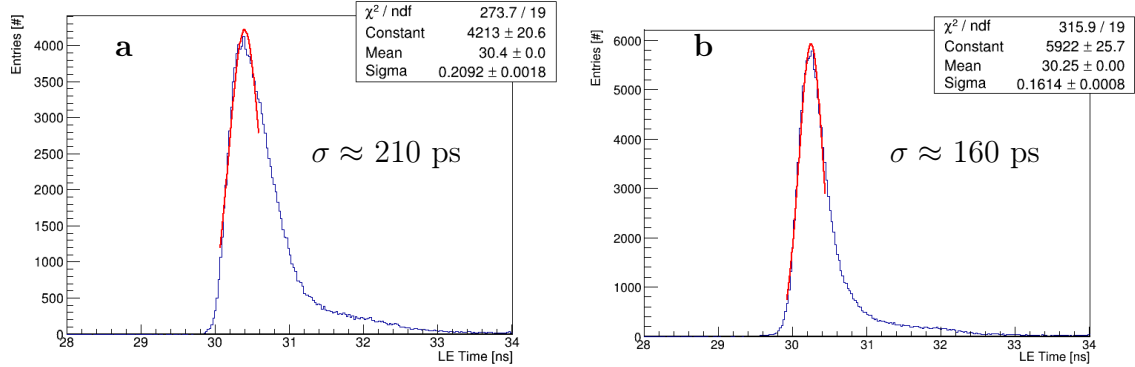 a
χ² / ndf 273.7 / 19
Constant 4213 ± 20.6
Mean 30.4 ± 0.0
Sigma 0.2092 ± 0.0018
σ ≈ 210 ps
Entries [#]
4000
3500
3000
2500
2000
1500
1000
500
0
28 29 30 31 32 33 34
LE Time [ns]
b
χ² / ndf 315.9 / 19
Constant 5922 ± 25.7
Mean 30.25 ± 0.00
Sigma 0.1614 ± 0.0008
σ ≈ 160 ps
Entries [#]
6000
5000
4000
3000
2000
1000
0
28 29 30 31 32 33 34
LE Time [ns]